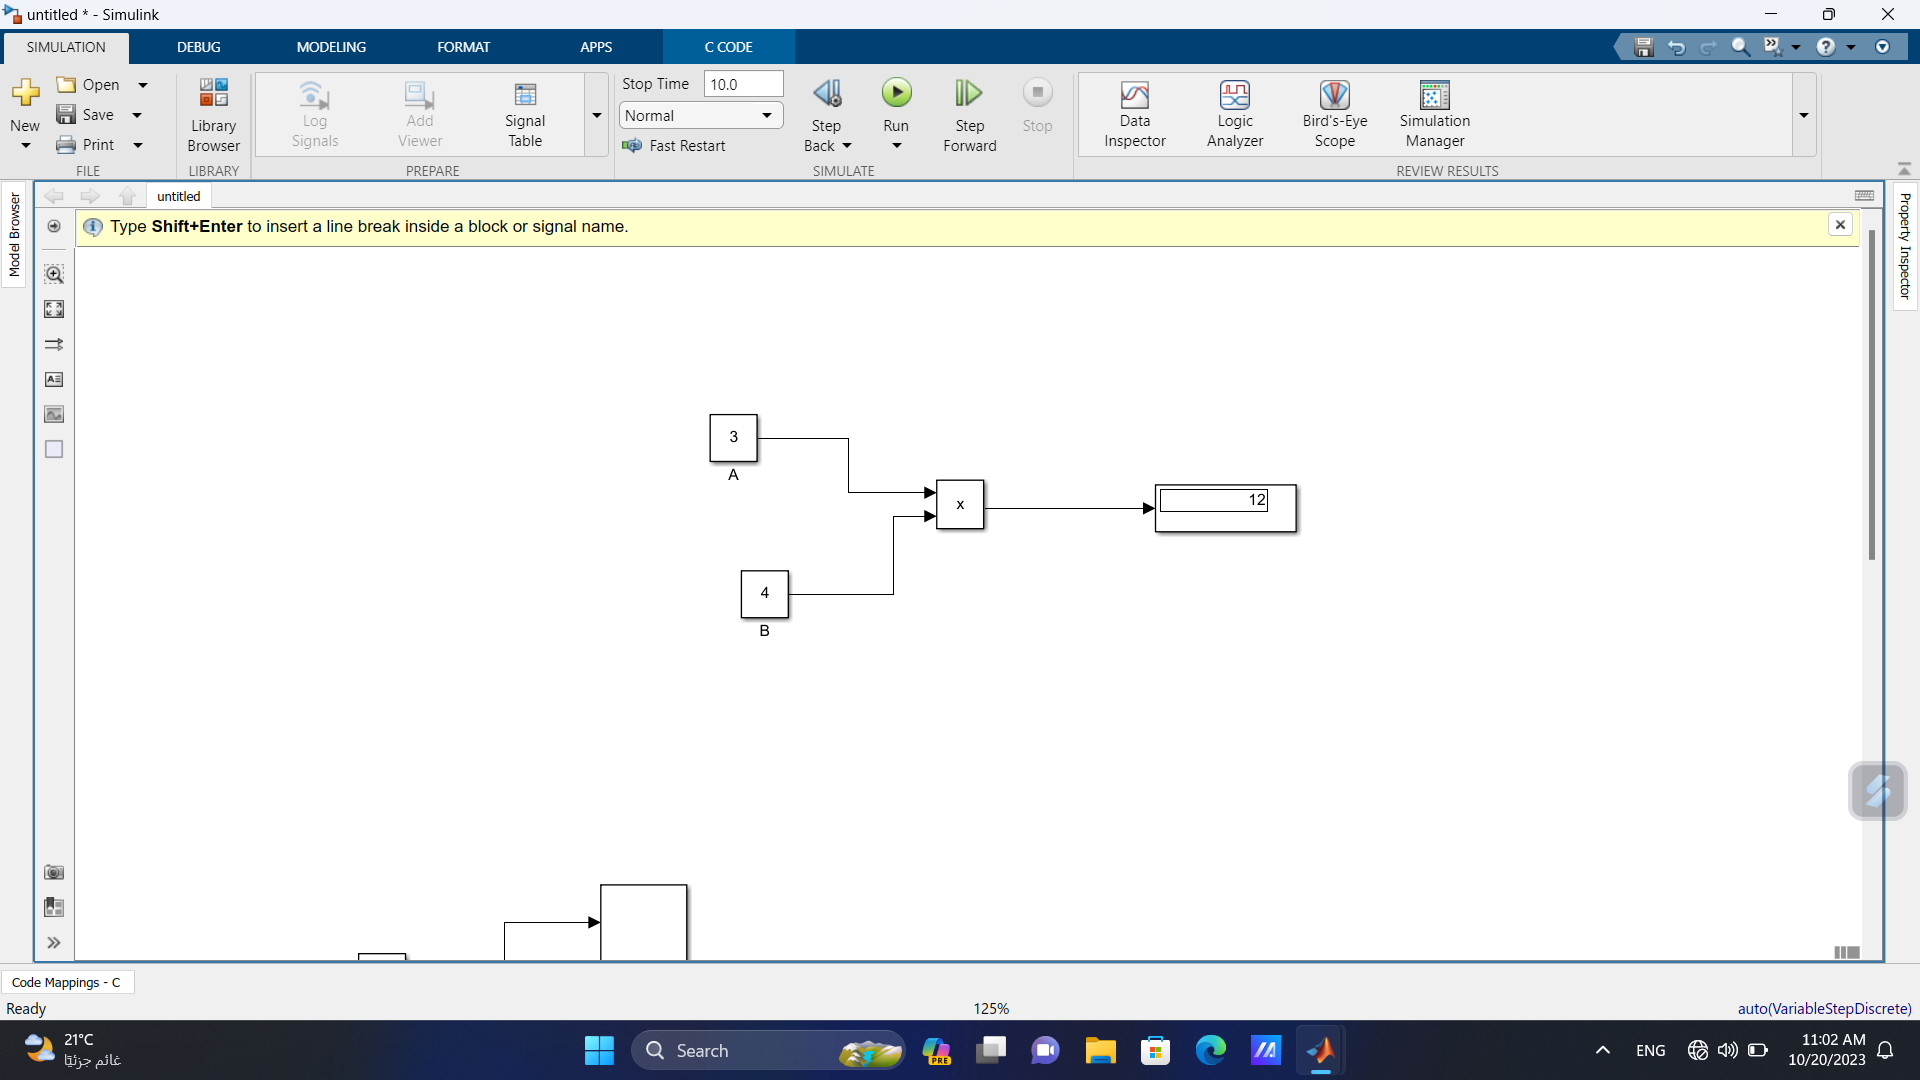 untitled * - Simulink
SIMULATION
DEBUG
MODELING
FORMAT
APPS
C CODE
New
Open
Save
Print
FILE
Library
Browser
LIBRARY
Log
Signals
Add
Viewer
Signal
Table
PREPARE
Stop Time 10.0
Normal
Fast Restart
Step
Back
Run
Step
Forward
Stop
SIMULATE
Data
Inspector
Logic
Analyzer
Bird's-Eye
Scope
Simulation
Manager
REVIEW RESULTS
Model Browser
untitled
Property Inspector
Type Shift+Enter to insert a line break inside a block or signal name.
3
A
x
12
4
B
Code Mappings - C
Ready
125%
auto(VariableStepDiscrete)
21°C
غائم جزئيًا
Search
PRE
ENG
11:02 AM
10/20/2023